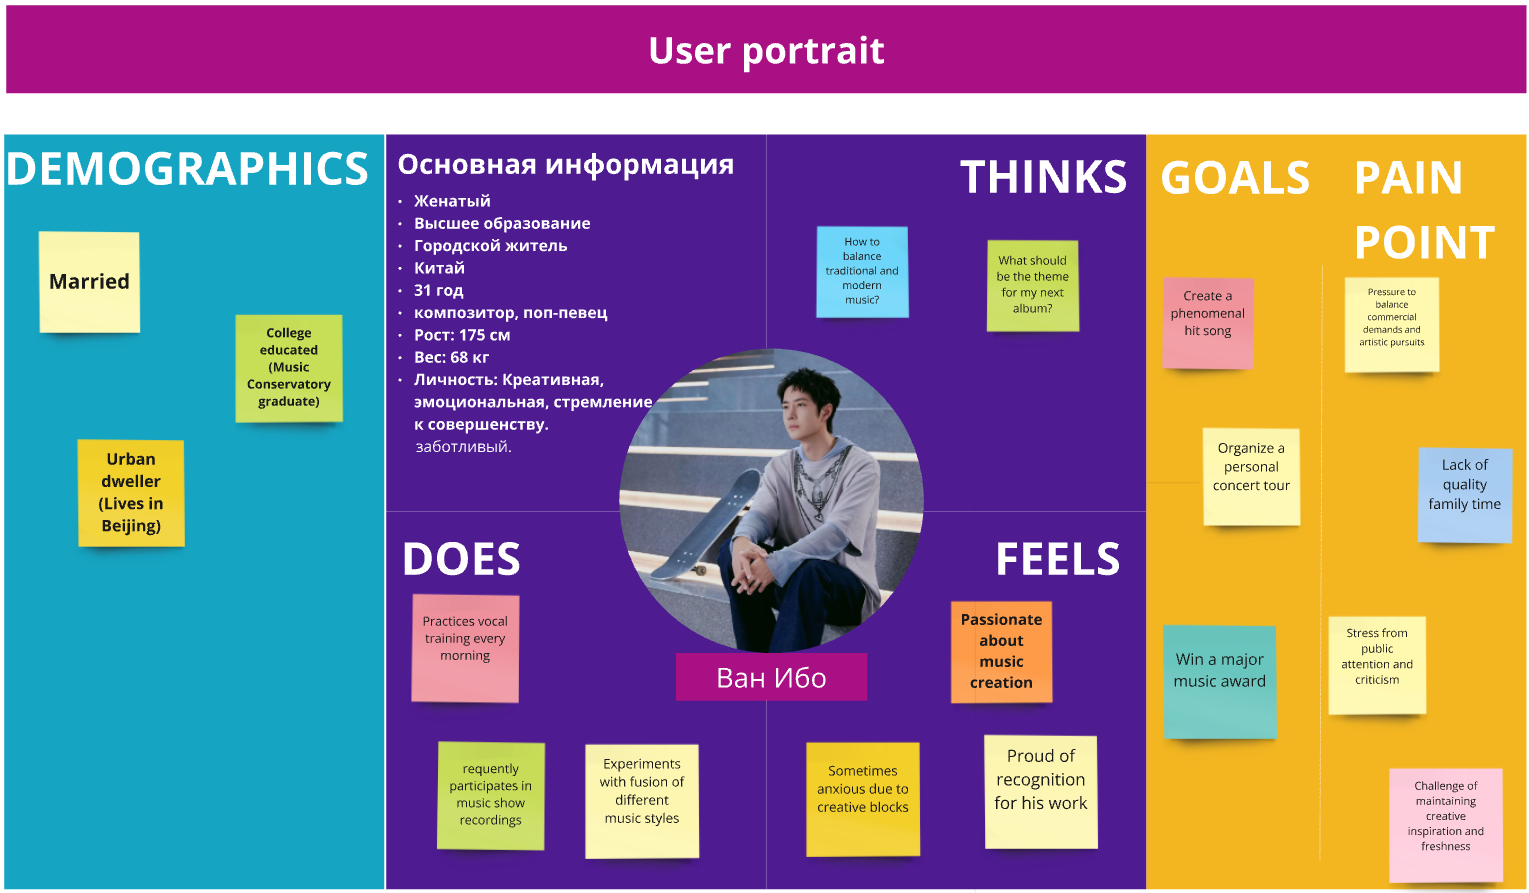 User portrait
DEMOGRAPHICS
Married
College
educated
(Music
Conservatory
graduate)
Urban
dweller
(Lives in
Beijing)
Основная информация
• Женатый
• Высшее образование
• Городской житель
• Китай
• 31 год
• композитор, поп-певец
• Рост: 175 см
• Вес: 68 кг
• Личность: Креативная,
эмоциональная, стремление
к совершенству.
заботливый.
THINKS
How to
balance
traditional and
modern
music?
What should
be the theme
for my next
album?
DOES
Practices vocal
training every
morning
requently
participates in
music show
recordings
Experiments
with fusion of
different
music styles
Ван Ибо
FEELS
Passionate
about
music
creation
Sometimes
anxious due to
creative blocks
Proud of
recognition
for his work
GOALS
Create a
phenomenal
hit song
Organize a
personal
concert tour
Win a major
music award
PAIN
POINT
Pressure to
balance
commercial
demands and
artistic pursuits
Lack of
quality
family time
Stress from
public
attention and
criticism
Challenge of
maintaining
creative
inspiration and
freshness